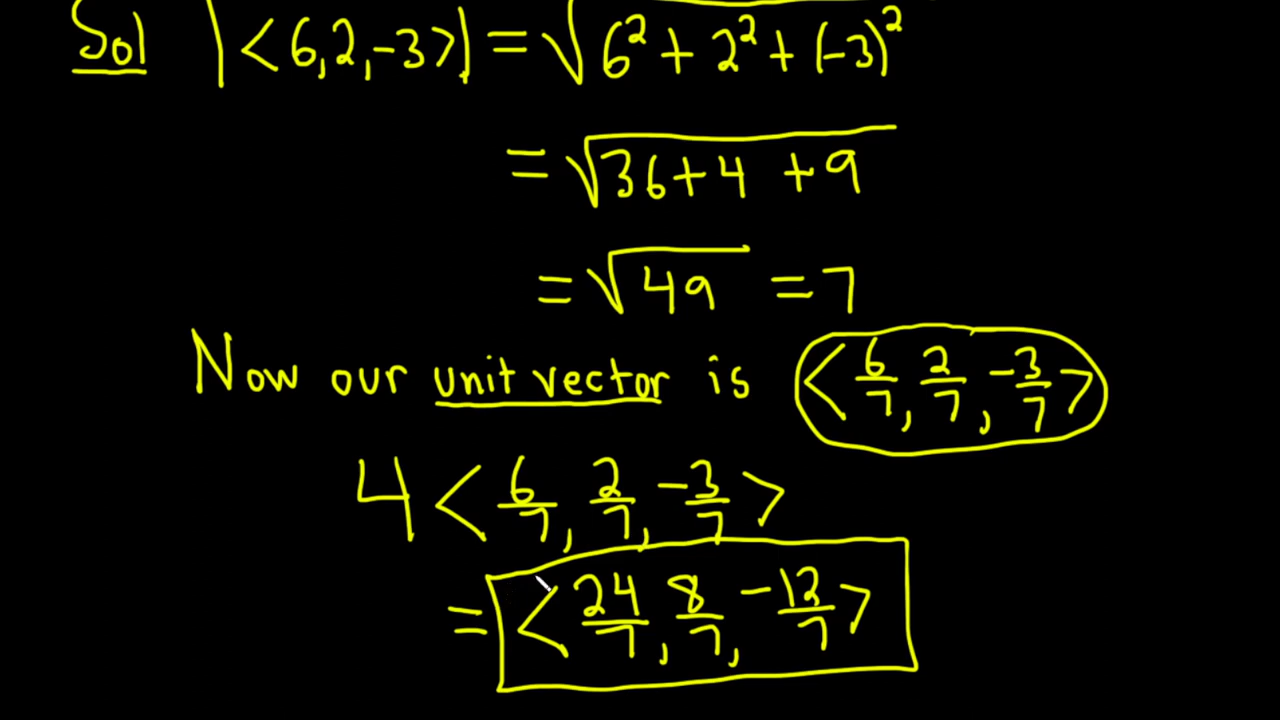 Sol |<6,2,-3>| = √(6² + 2² + (-3)²)
= √(36+4 +9)
= √49 = 7
Now our unit vector is <6/7, 2/7, -3/7>
4<6/7, 2/7, -3/7>
= <24/7, 8/7, -12/7>